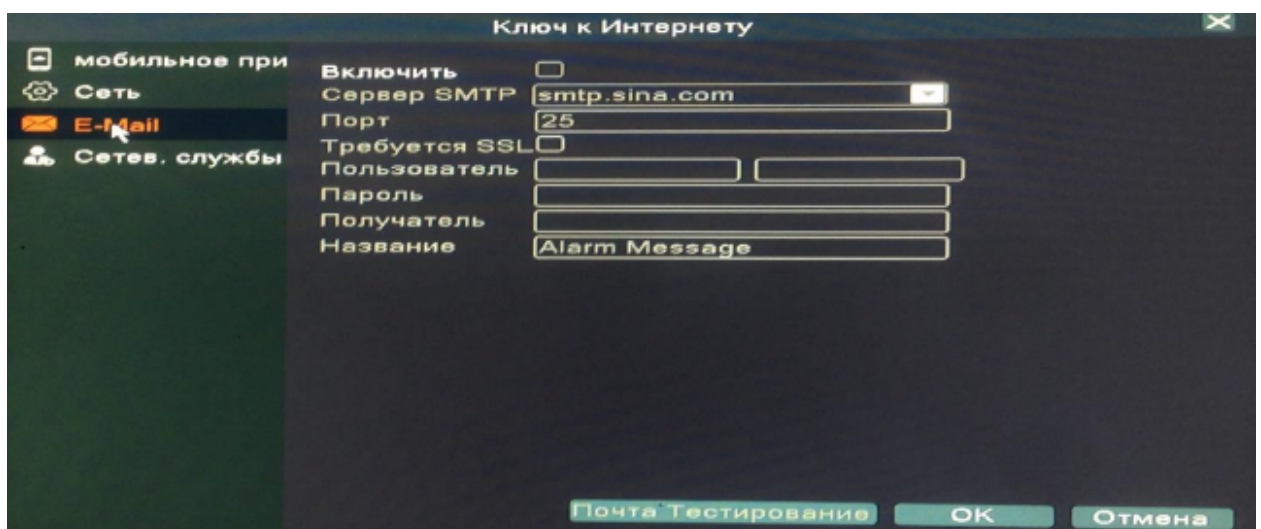 Ключ к Интернету
мобильное при
Сеть
E-Mail
Сетев. службы
Включить
Сервер SMTP smtp.sina.com
Порт 25
Требуется SSL
Пользователь
Пароль
Получатель
Название Alarm Message
Почта Тестирование OK Отмена